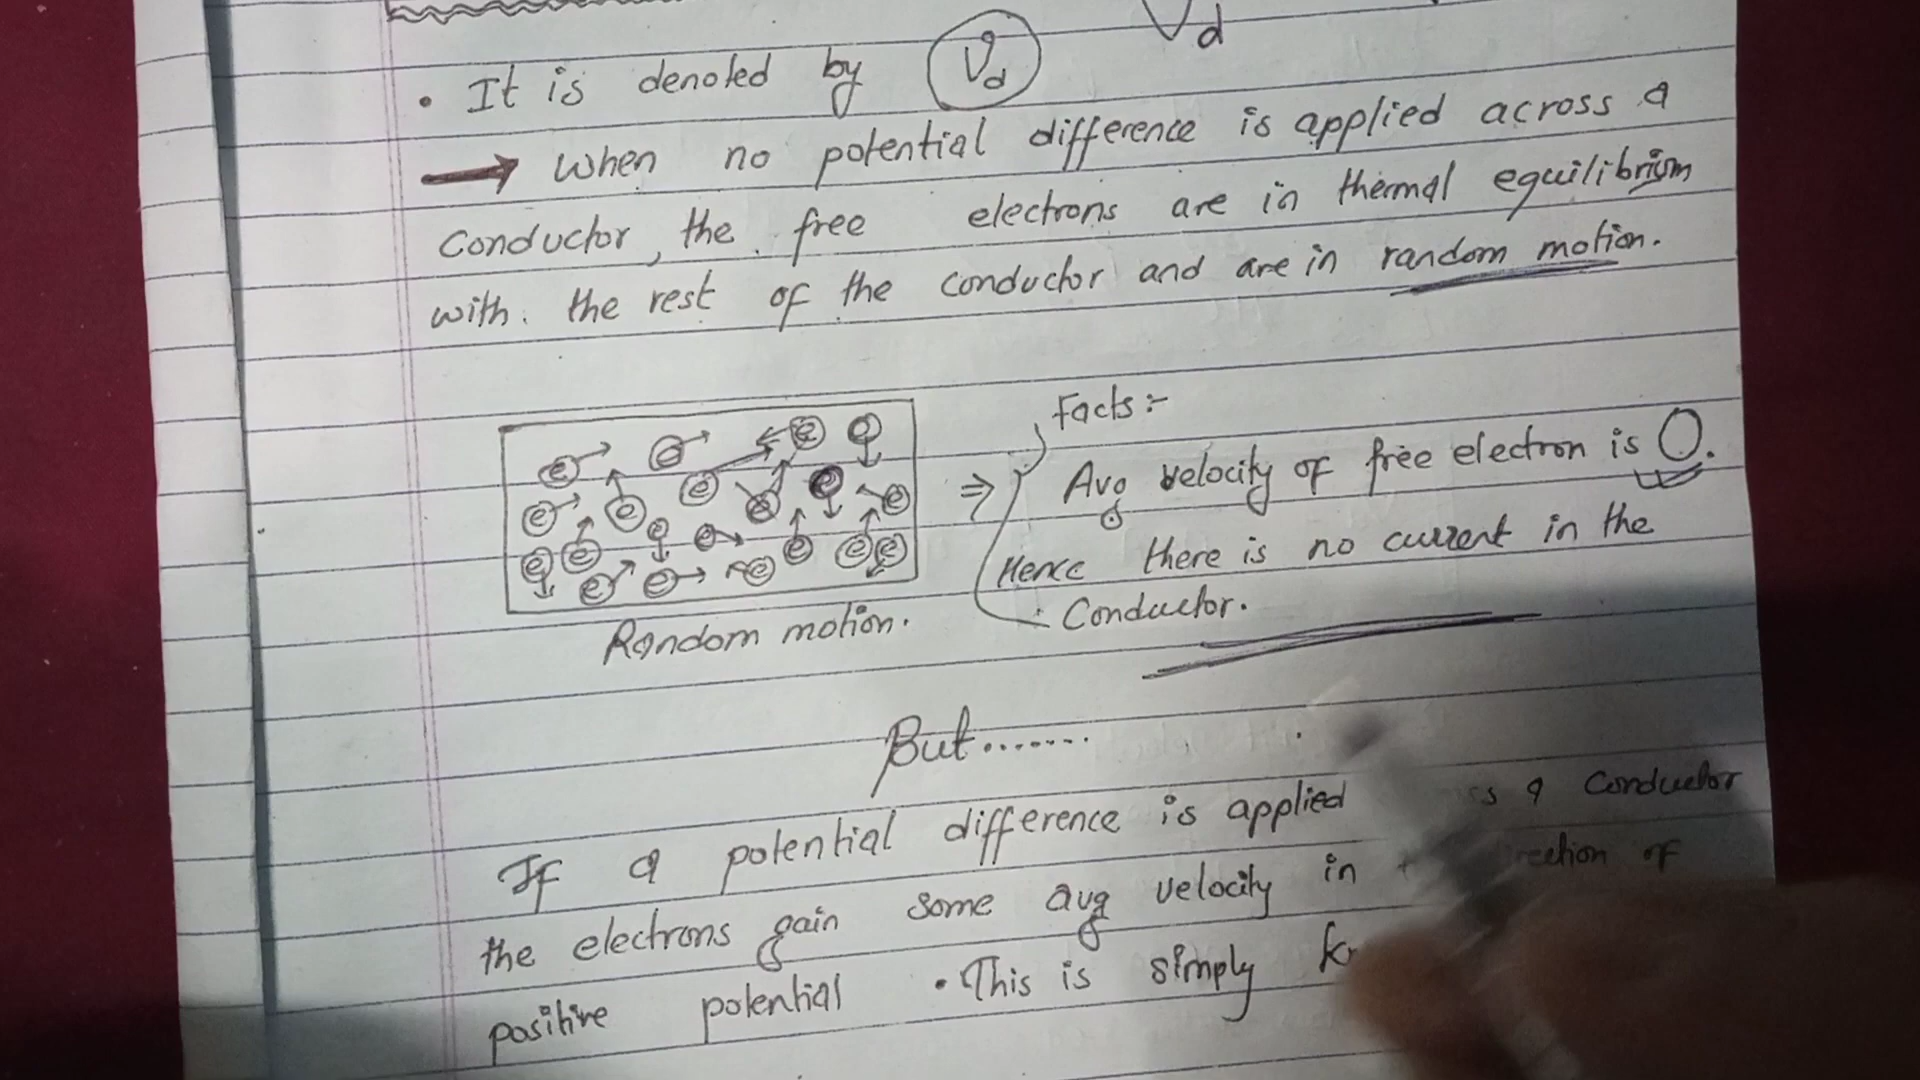 Vd
• It is denoted by Vd
→ When no potential difference is applied across a
Conductor, the free electrons are in thermal equilibrium
with the rest of the conductor and are in random motion.
Facts :-
e e e e e e e e e e e e e e e e e e e e
⇒ Avg velocity of free electron is 0.
Hence there is no current in the
Conductor.
Random motion.
But.......
If a potential difference is applied a Conductor
the electrons gain some avg velocity in of
positive potential . This is simply